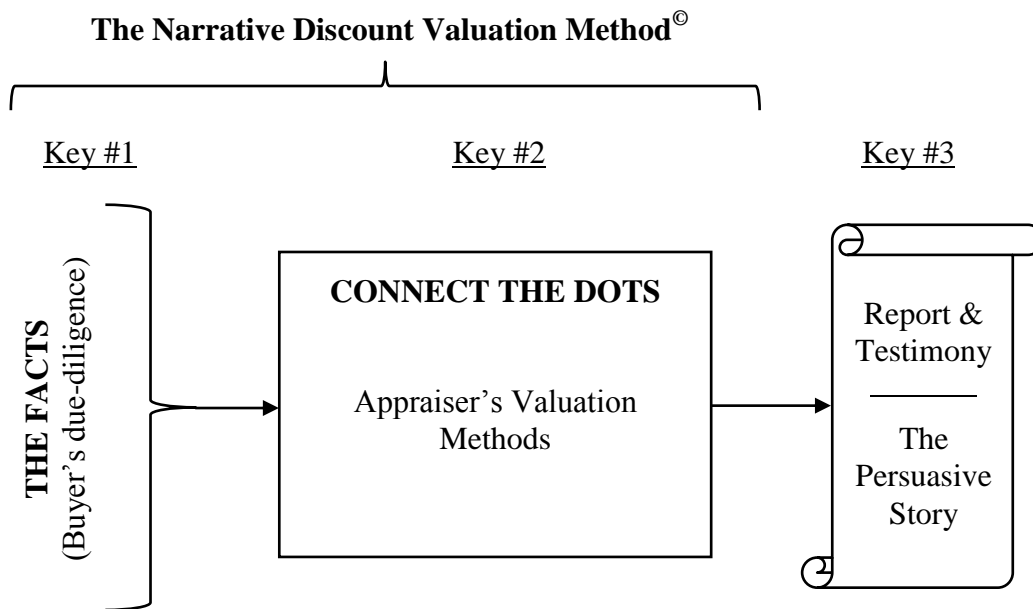 The Narrative Discount Valuation Method©
Key #1
Key #2
Key #3
THE FACTS
(Buyer’s due-diligence)
CONNECT THE DOTS
Appraiser’s Valuation
Methods
Report &
Testimony
The
Persuasive
Story